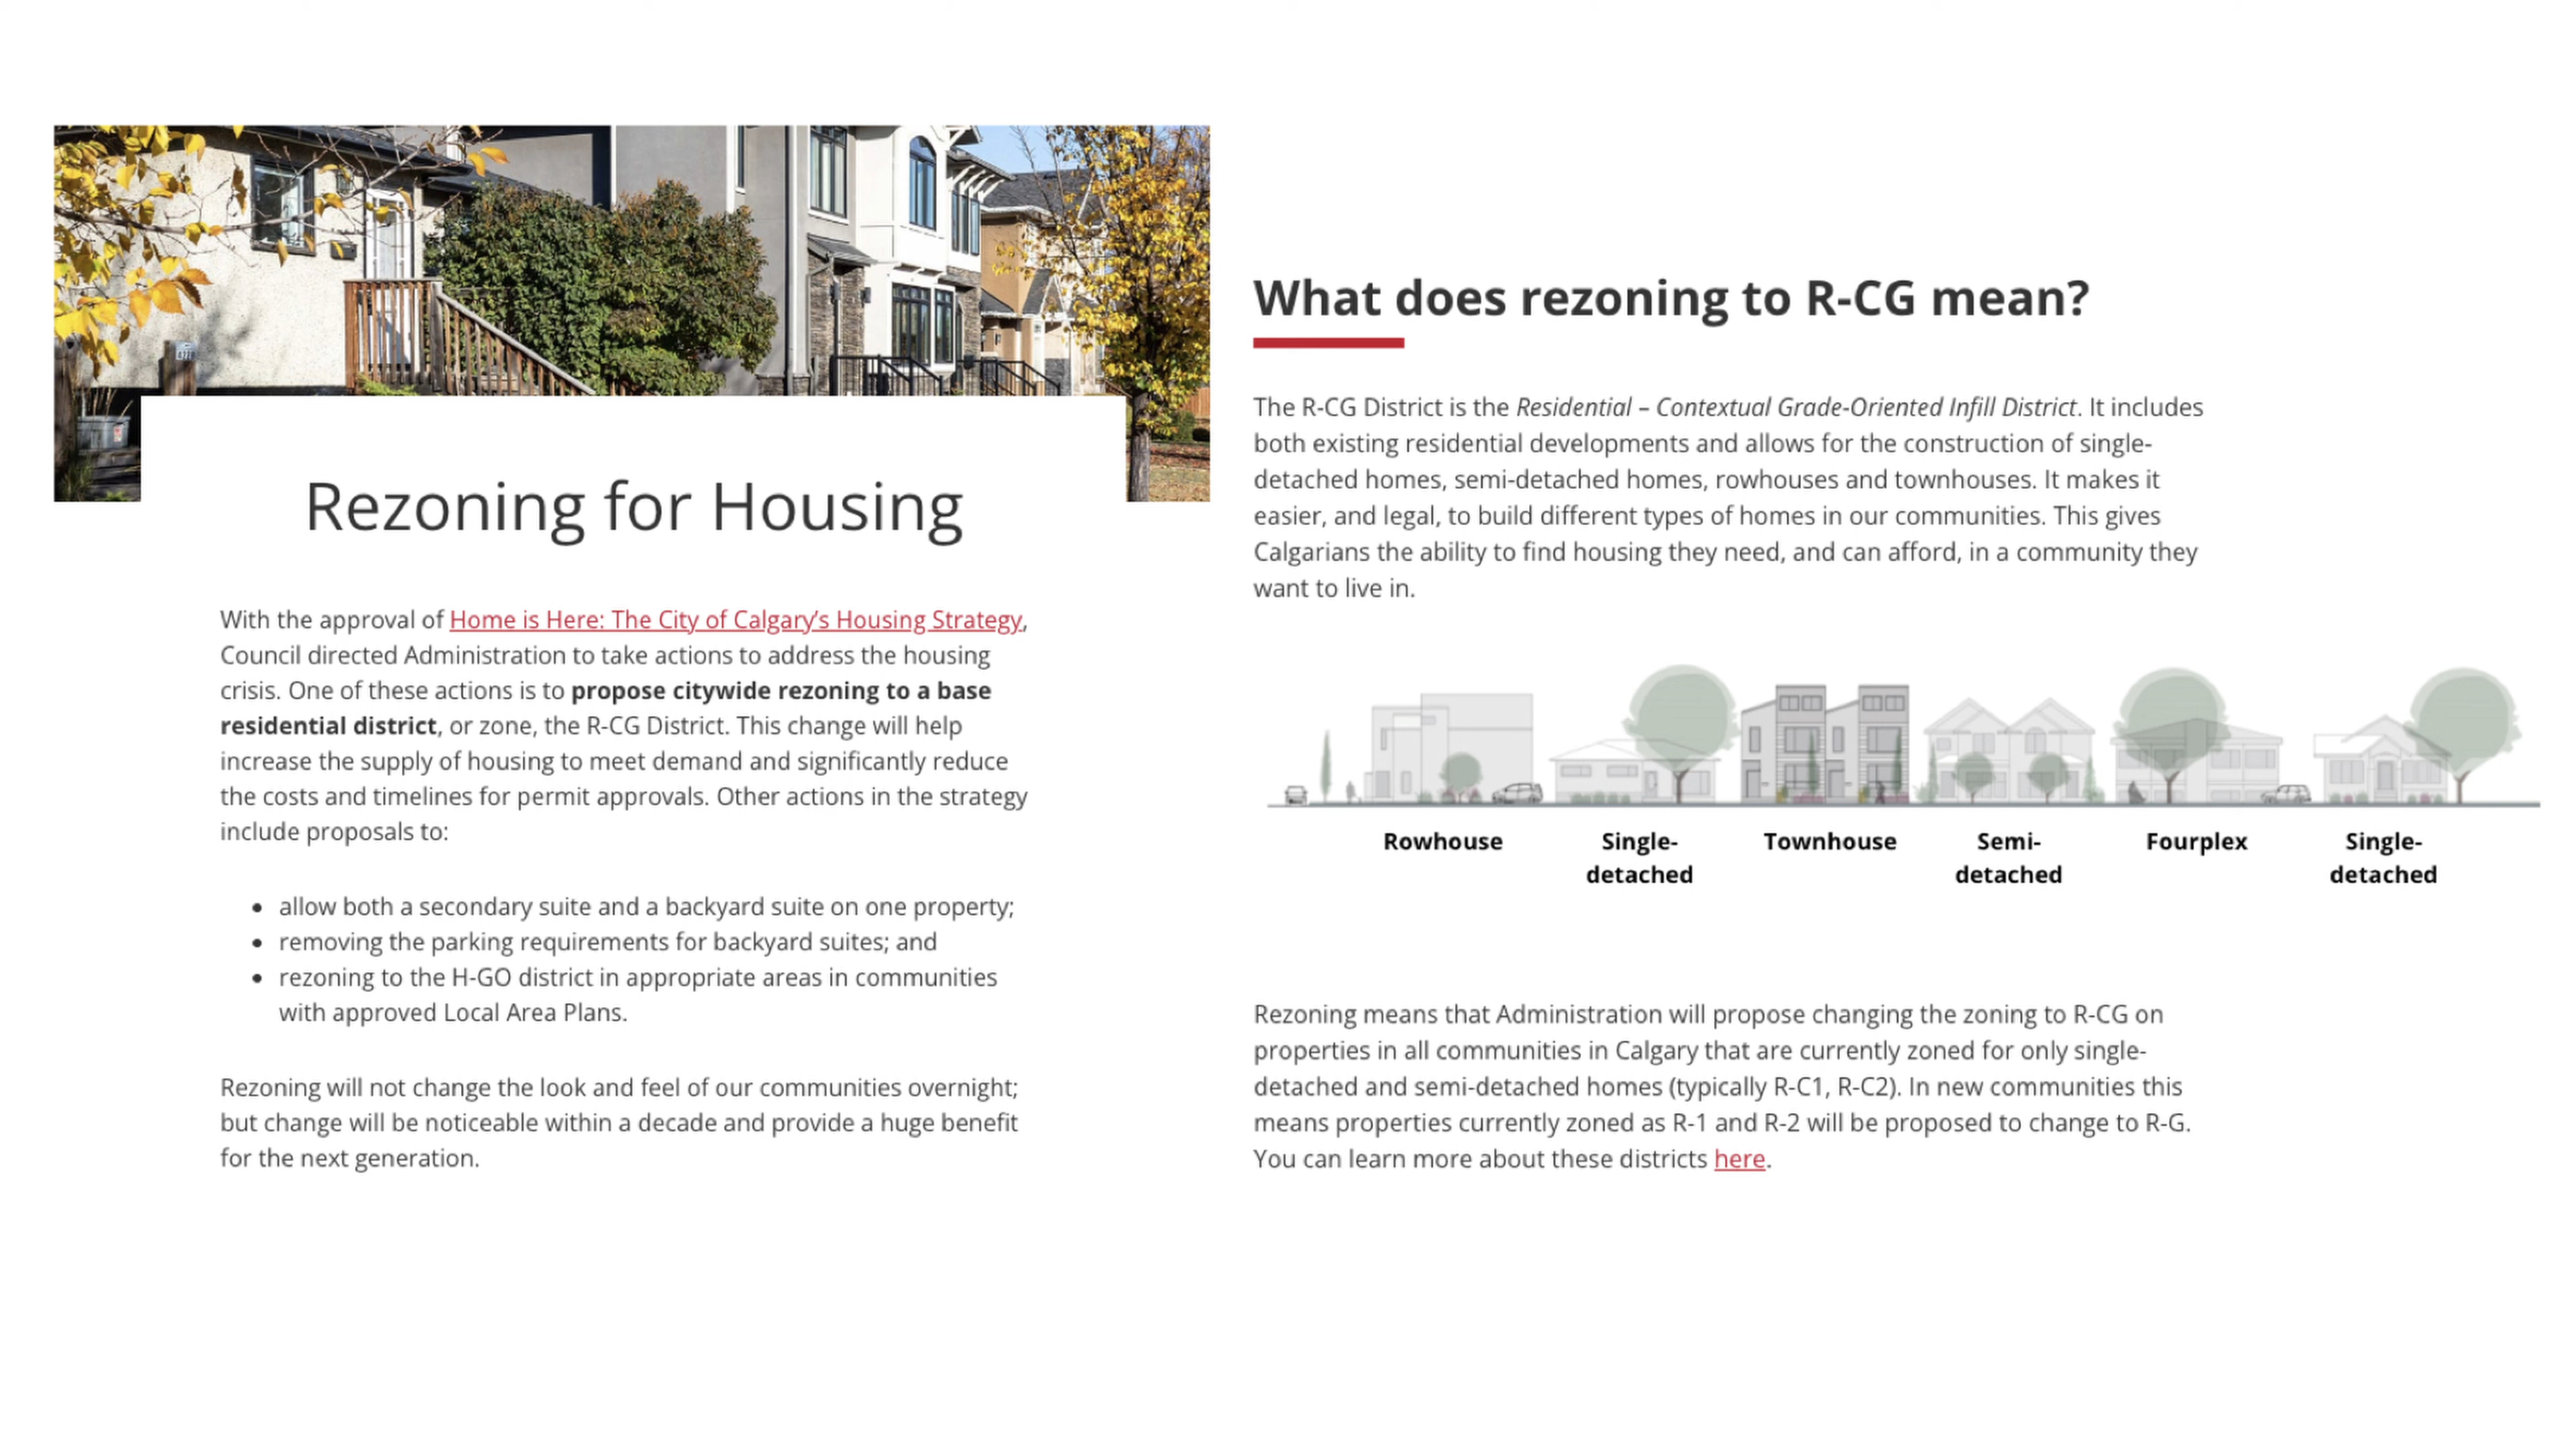 Rezoning for Housing
With the approval of Home is Here: The City of Calgary’s Housing Strategy,
Council directed Administration to take actions to address the housing
crisis. One of these actions is to propose citywide rezoning to a base
residential district, or zone, the R-CG District. This change will help
increase the supply of housing to meet demand and significantly reduce
the costs and timelines for permit approvals. Other actions in the strategy
include proposals to:
• allow both a secondary suite and a backyard suite on one property;
• removing the parking requirements for backyard suites; and
• rezoning to the H-GO district in appropriate areas in communities
with approved Local Area Plans.
Rezoning will not change the look and feel of our communities overnight;
but change will be noticeable within a decade and provide a huge benefit
for the next generation.
What does rezoning to R-CG mean?
The R-CG District is the Residential – Contextual Grade-Oriented Infill District. It includes
both existing residential developments and allows for the construction of single-
detached homes, semi-detached homes, rowhouses and townhouses. It makes it
easier, and legal, to build different types of homes in our communities. This gives
Calgarians the ability to find housing they need, and can afford, in a community they
want to live in.
Rowhouse
Single-
detached
Townhouse
Semi-
detached
Fourplex
Single-
detached
Rezoning means that Administration will propose changing the zoning to R-CG on
properties in all communities in Calgary that are currently zoned for only single-
detached and semi-detached homes (typically R-C1, R-C2). In new communities this
means properties currently zoned as R-1 and R-2 will be proposed to change to R-G.
You can learn more about these districts here.